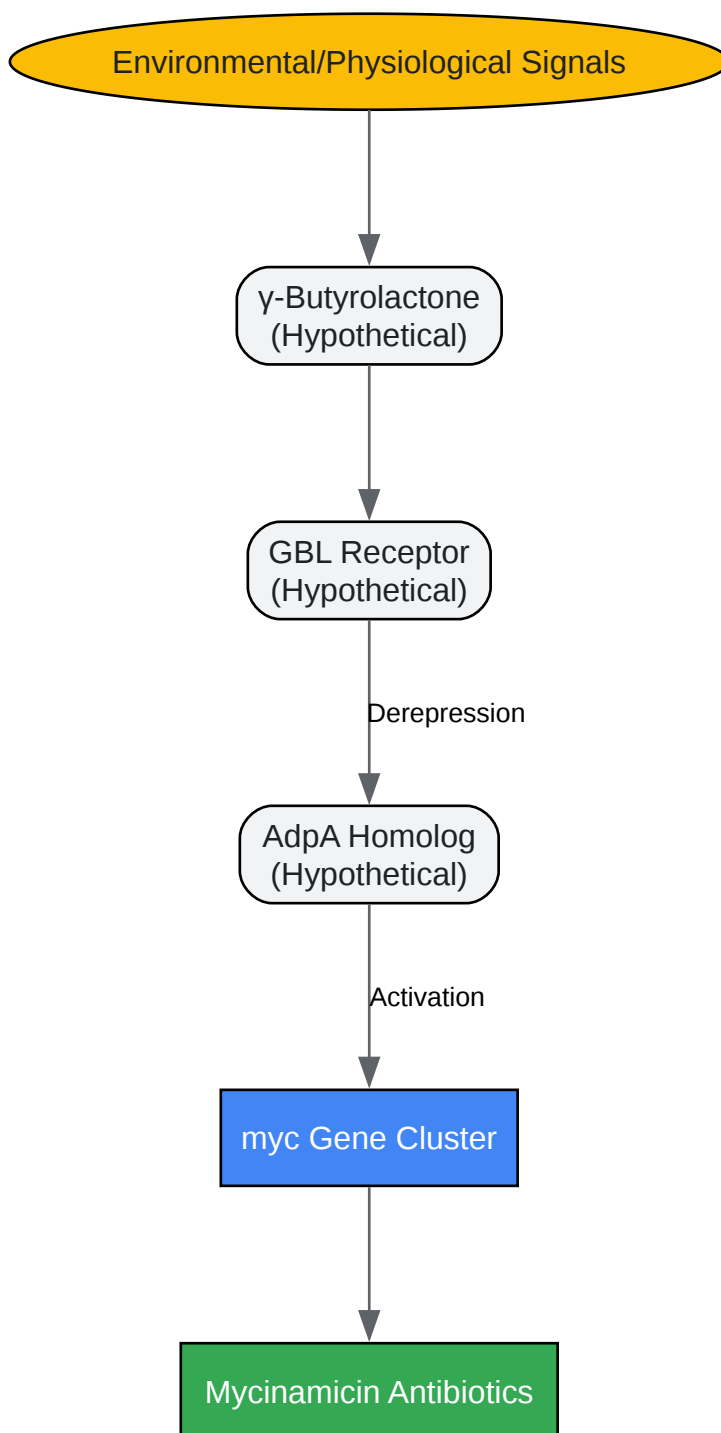 Environmental/Physiological Signals
γ-Butyrolactone
(Hypothetical)
GBL Receptor
(Hypothetical)
Derepression
AdpA Homolog
(Hypothetical)
Activation
myc Gene Cluster
Mycinamicin Antibiotics